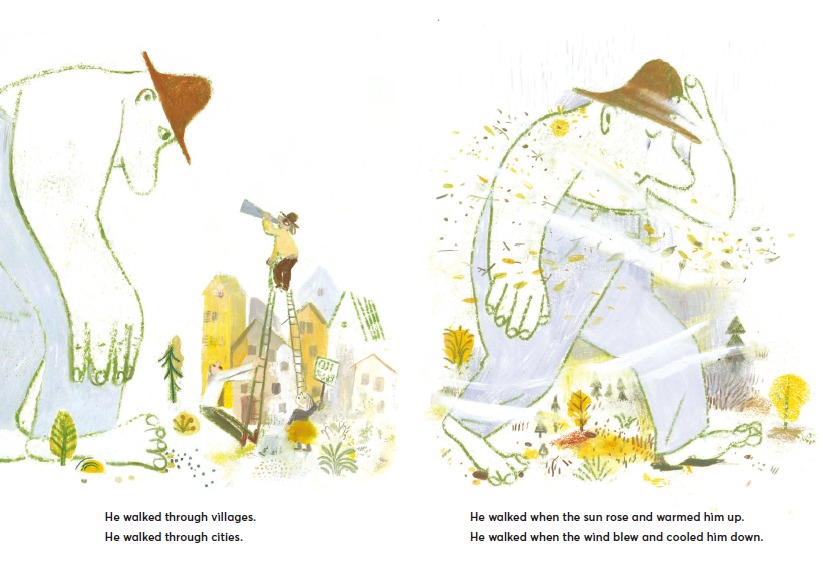 He walked through villages.
He walked through cities.
He walked when the sun rose and warmed him up.
He walked when the wind blew and cooled him down.